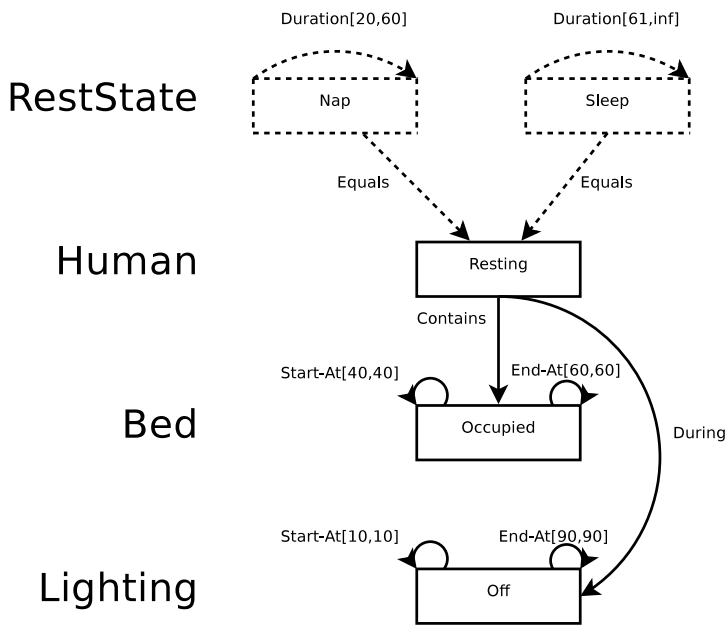 Duration[20,60]
Duration[61,inf]
RestState
Nap
Sleep
Equals
Equals
Human
Resting
Contains
Start-At[40,40]
End-At[60,60]
Bed
Occupied
During
Start-At[10,10]
End-At[90,90]
Lighting
Off